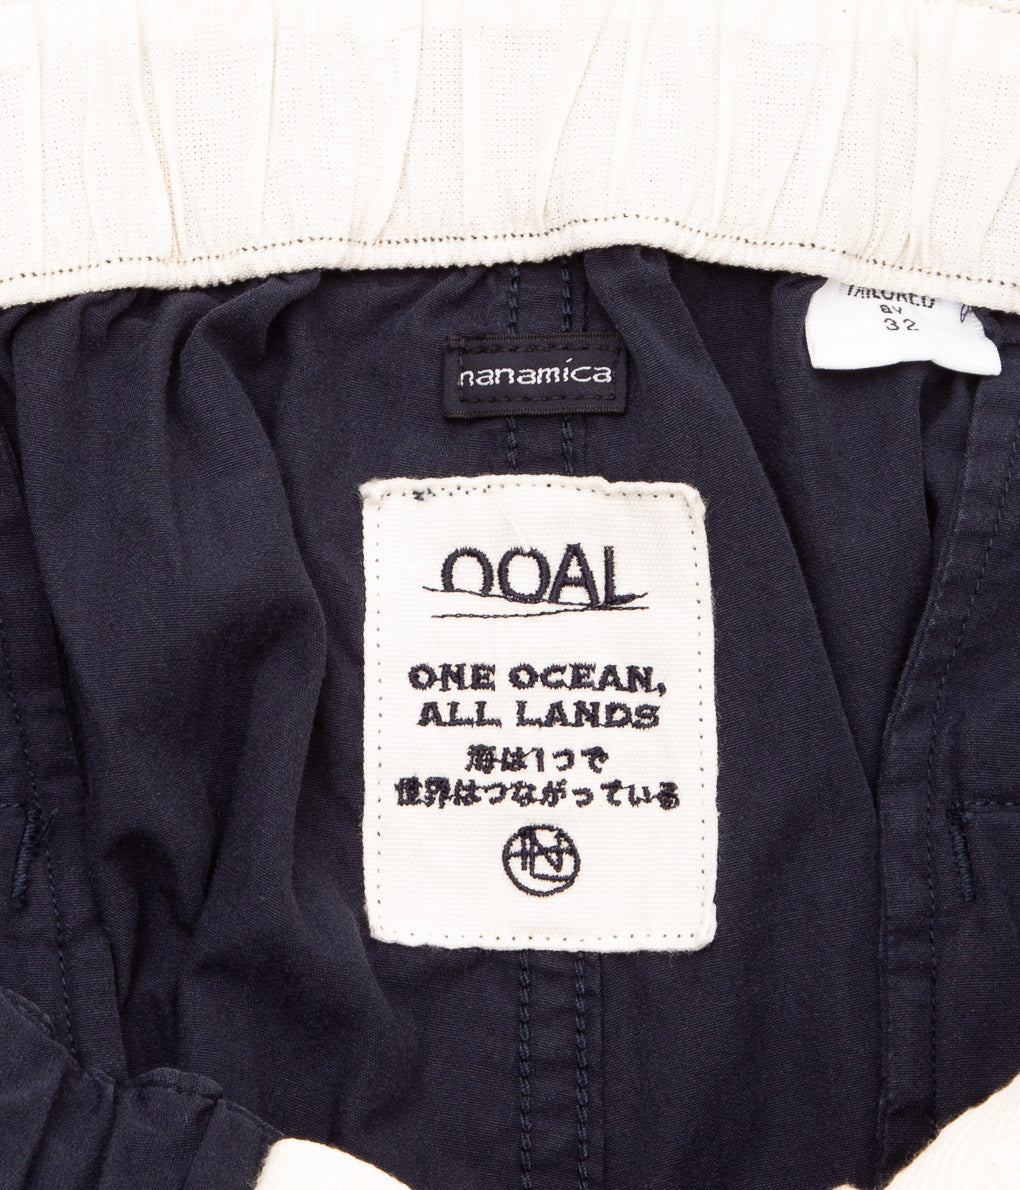 TAILORED
BY
32
nanamica
OOAL
ONE OCEAN,
ALL LANDS
海は1つで
世界はつながっている